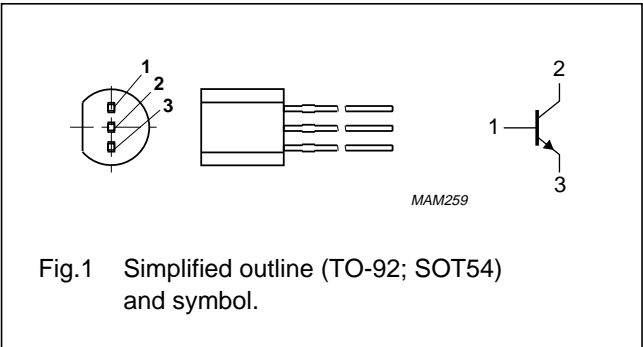 1
2
3
2
1
3
MAM259
Fig.1 Simplified outline (TO-92; SOT54)
and symbol.